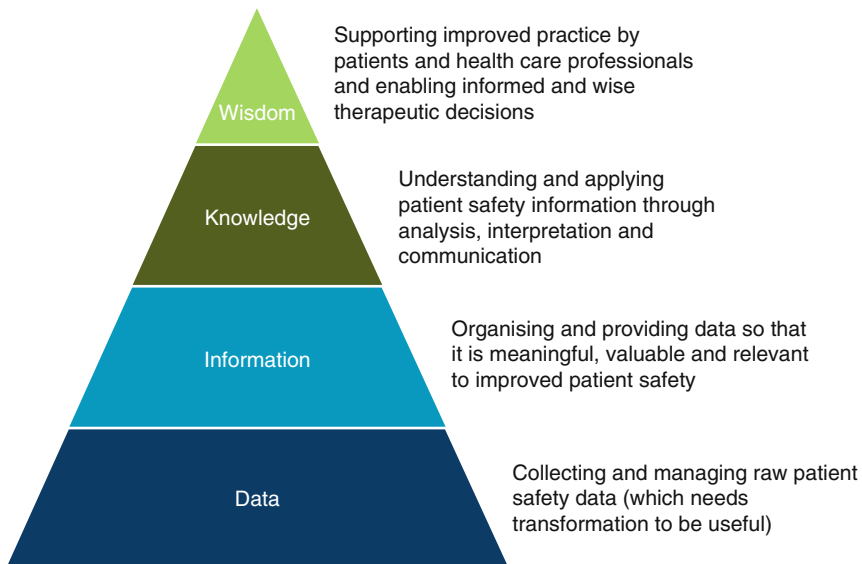 Wisdom
Supporting improved practice by
patients and health care professionals
and enabling informed and wise
therapeutic decisions
Knowledge
Understanding and applying
patient safety information through
analysis, interpretation and
communication
Information
Organising and providing data so that
it is meaningful, valuable and relevant
to improved patient safety
Data
Collecting and managing raw patient
safety data (which needs
transformation to be useful)